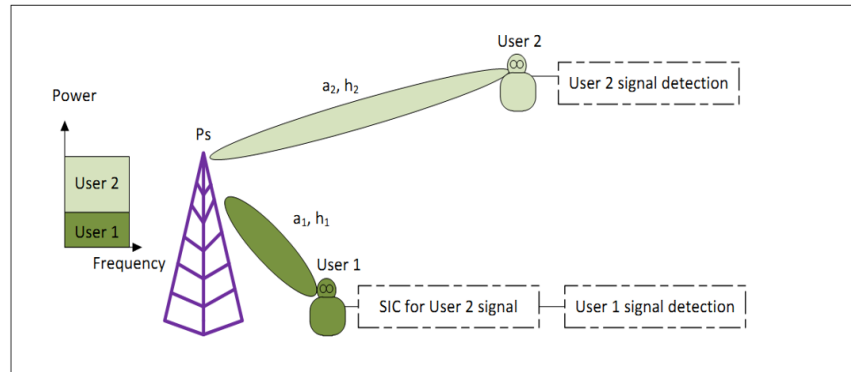 User 2
a₂, h₂
User 2 signal detection
Power
Ps
User 2
User 1
Frequency
a₁, h₁
User 1
SIC for User 2 signal
User 1 signal detection